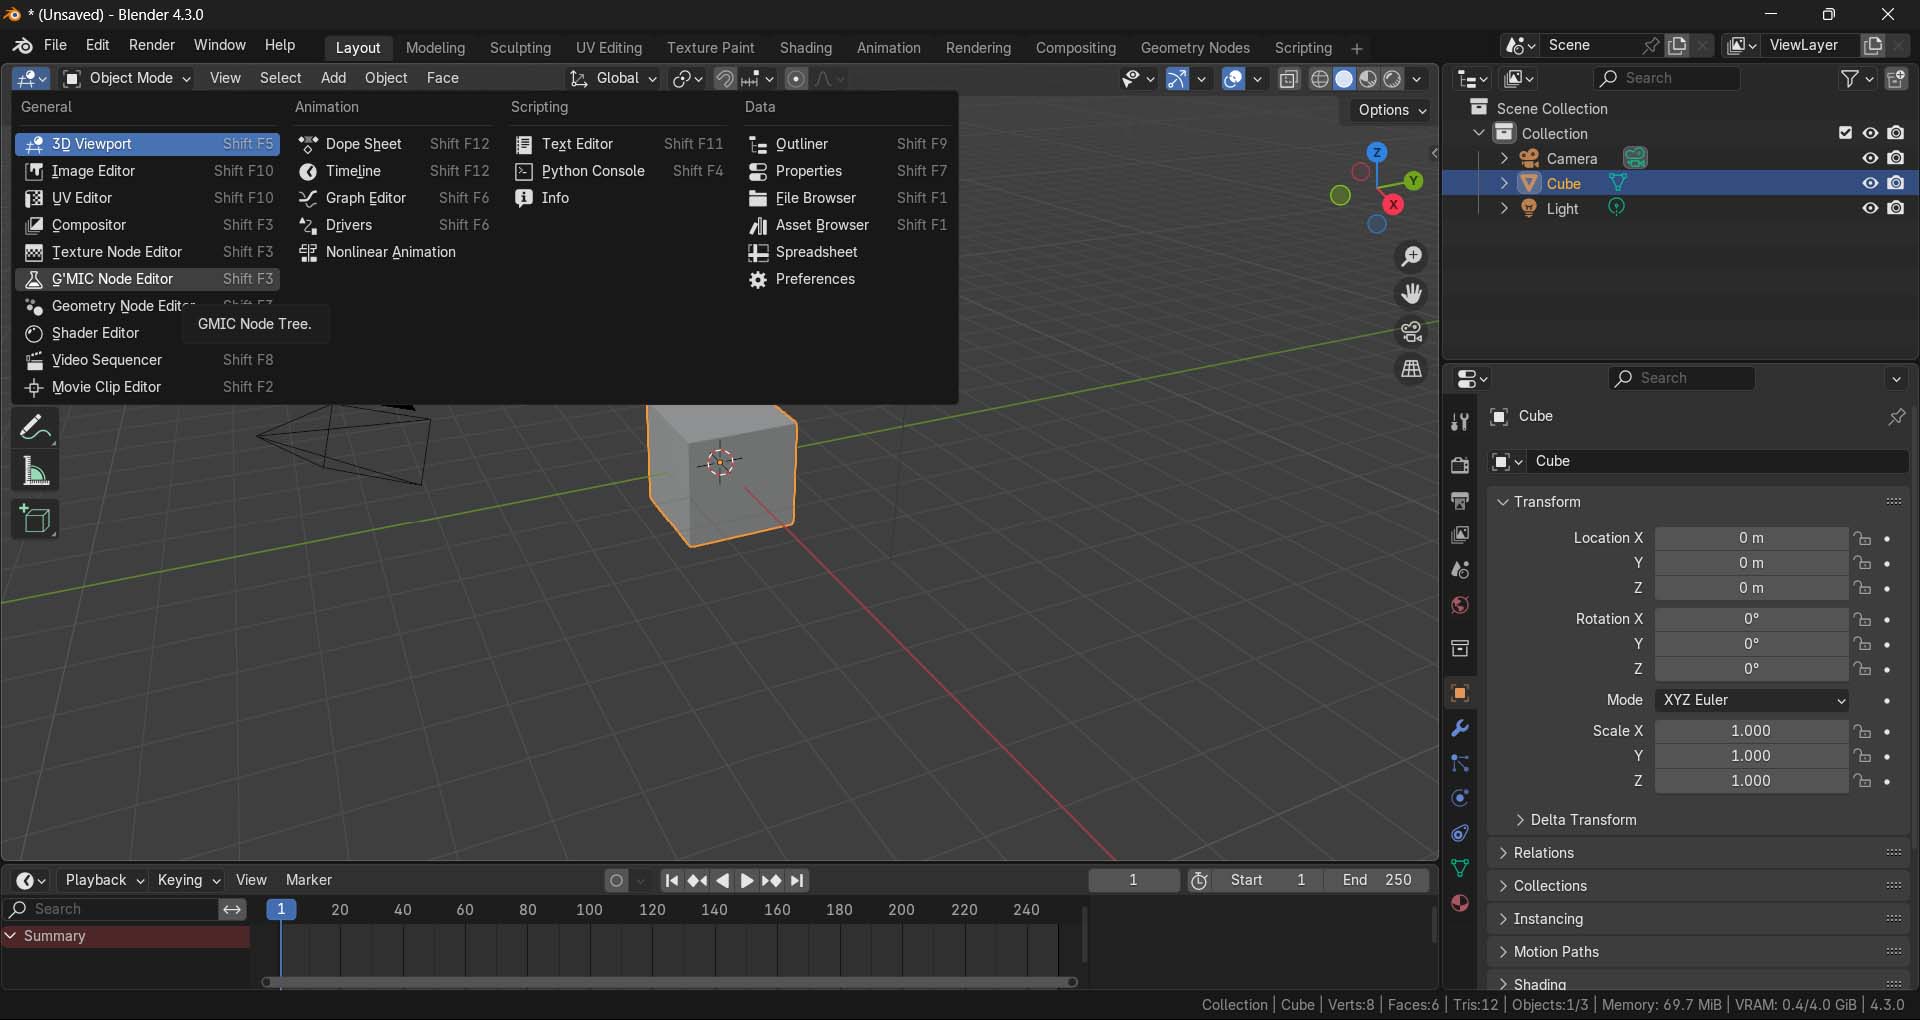 * (Unsaved) - Blender 4.3.0
File Edit Render Window Help Layout Modeling Sculpting UV Editing Texture Paint Shading Animation Rendering Compositing Geometry Nodes Scripting + Scene ViewLayer
Object Mode View Select Add Object Face Global Search
Options
General
3D Viewport Shift F5
Image Editor Shift F10
UV Editor Shift F10
Compositor Shift F3
Texture Node Editor Shift F3
G'MIC Node Editor Shift F3
Geometry Node Editor
Shader Editor
Video Sequencer Shift F8
Movie Clip Editor Shift F2
GMIC Node Tree.
Animation
Dope Sheet Shift F12
Timeline Shift F12
Graph Editor Shift F6
Drivers Shift F6
Nonlinear Animation
Scripting
Text Editor Shift F11
Python Console Shift F4
Info
Data
Outliner Shift F9
Properties Shift F7
File Browser Shift F1
Asset Browser Shift F1
Spreadsheet
Preferences
Z
Y
X
Scene Collection
Collection
Camera
Cube
Light
Search
Cube
Cube
Transform
Location X 0 m
Y 0 m
Z 0 m
Rotation X 0°
Y 0°
Z 0°
Mode XYZ Euler
Scale X 1.000
Y 1.000
Z 1.000
Delta Transform
Relations
Collections
Instancing
Motion Paths
Shading
Playback Keying View Marker 1 Start 1 End 250
Search 1 20 40 60 80 100 120 140 160 180 200 220 240
Summary
Collection | Cube | Verts:8 | Faces:6 | Tris:12 | Objects:1/3 | Memory: 69.7 MiB | VRAM: 0.4/4.0 GiB | 4.3.0